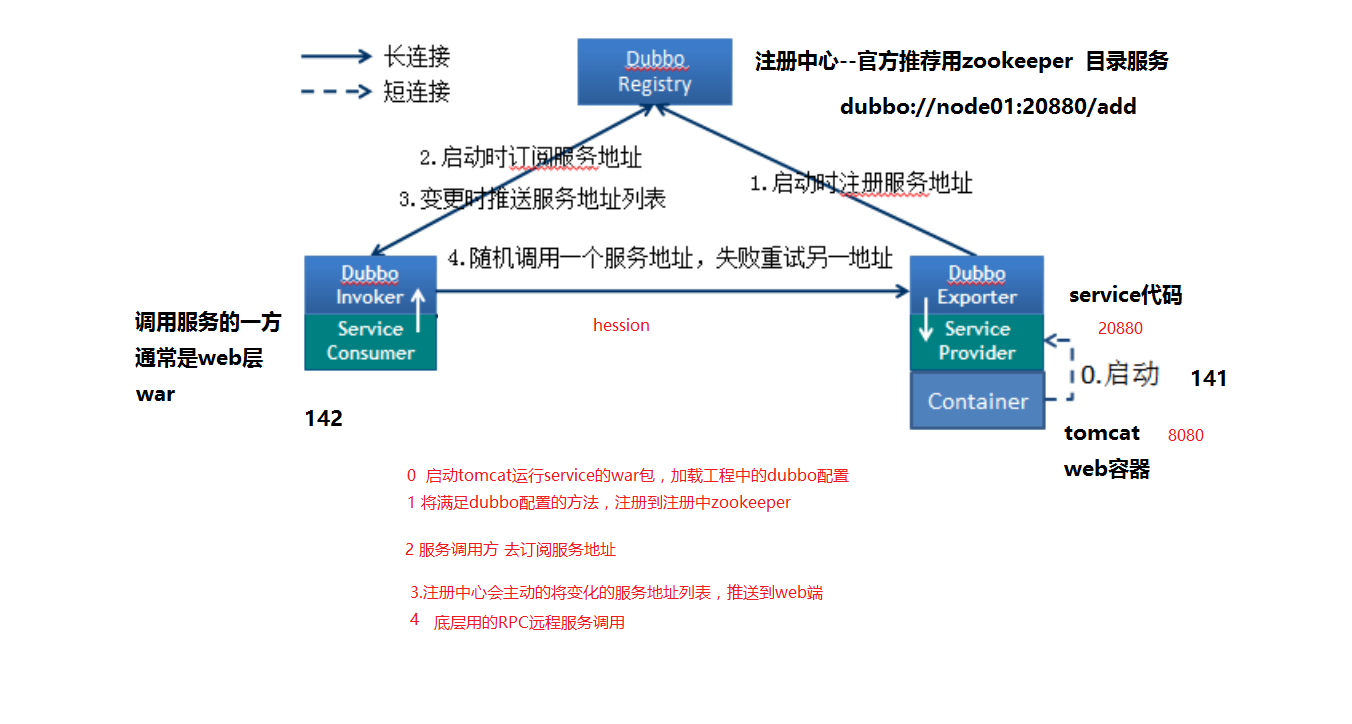 长连接
短连接
Dubbo
Registry
注册中心--官方推荐用zookeeper 目录服务
dubbo://node01:20880/add
2.启动时订阅服务地址
3.变更时推送服务地址列表
1.启动时注册服务地址
4.随机调用一个服务地址，失败重试另一地址
hession
Dubbo
Invoker
Service
Consumer
调用服务的一方
通常是web层
war
142
Dubbo
Exporter
Service
Provider
Container
service代码
20880
0.启动
141
tomcat
8080
web容器
0 启动tomcat运行service的war包，加载工程中的dubbo配置
1 将满足dubbo配置的方法，注册到注册中zookeeper
2 服务调用方 去订阅服务地址
3.注册中心会主动的将变化的服务地址列表，推送到web端
4 底层用的RPC远程服务调用